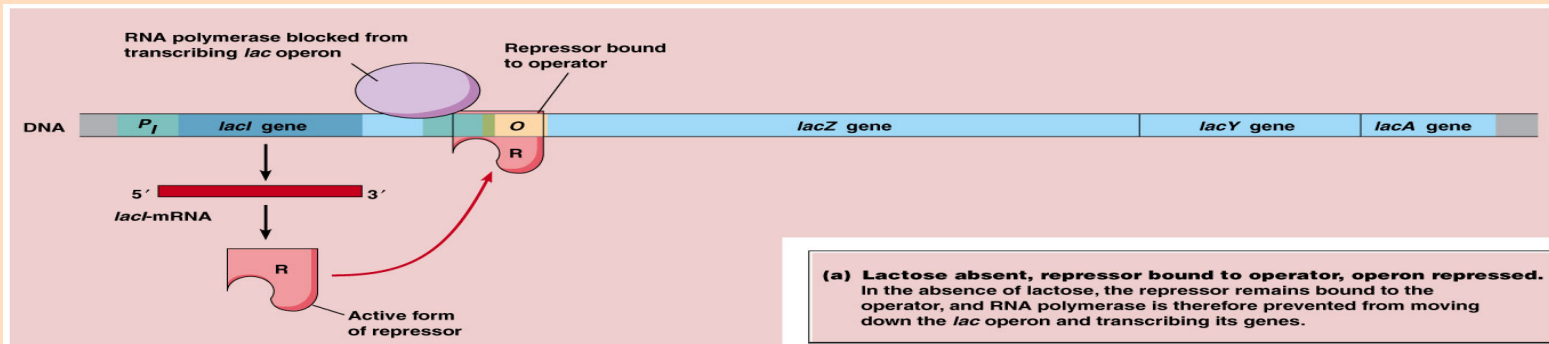 RNA polymerase blocked from
transcribing lac operon
Repressor bound
to operator
DNA
PI
lacI gene
O
lacZ gene
lacY gene
lacA gene
R
5′
3′
lacI-mRNA
R
Active form
of repressor
(a) Lactose absent, repressor bound to operator, operon repressed.
In the absence of lactose, the repressor remains bound to the
operator, and RNA polymerase is therefore prevented from moving
down the lac operon and transcribing its genes.